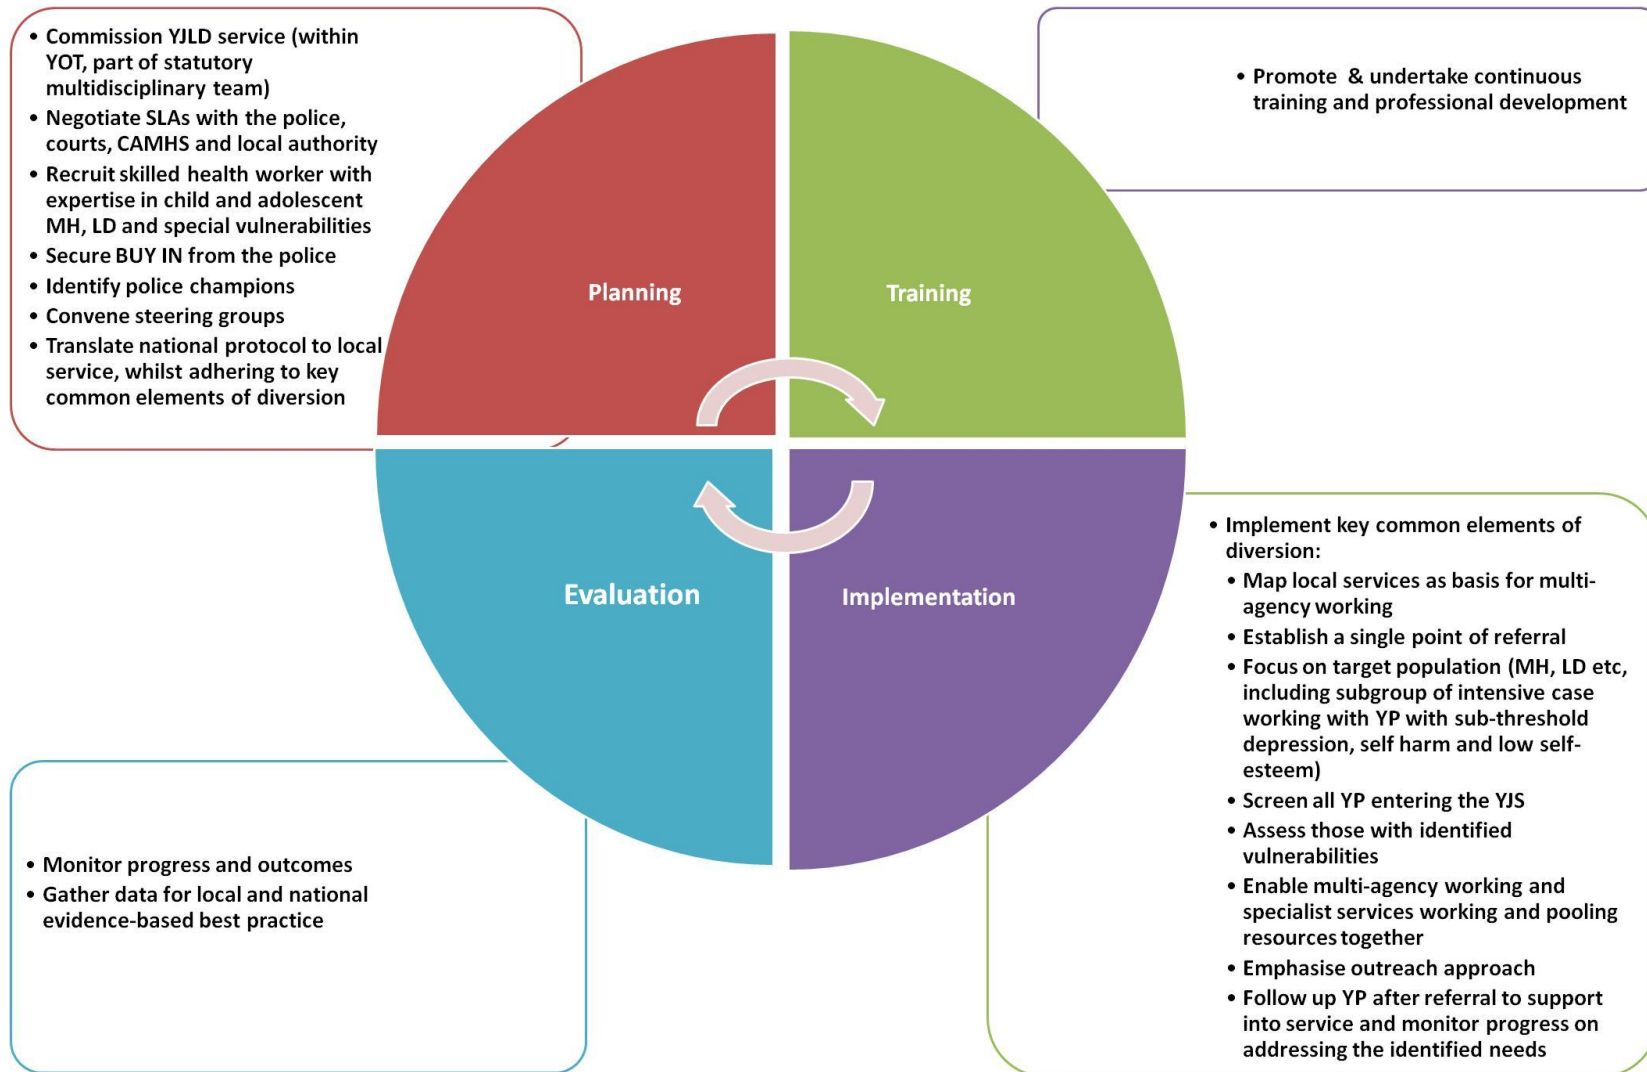 • Commission YJLD service (within
YOT, part of statutory
multidisciplinary team)
• Negotiate SLAs with the police,
courts, CAMHS and local authority
• Recruit skilled health worker with
expertise in child and adolescent
MH, LD and special vulnerabilities
• Secure BUY IN from the police
• Identify police champions
• Convene steering groups
• Translate national protocol to local
service, whilst adhering to key
common elements of diversion
Planning
Training
• Promote & undertake continuous
training and professional development
Evaluation
Implementation
• Monitor progress and outcomes
• Gather data for local and national
evidence-based best practice
• Implement key common elements of
diversion:
• Map local services as basis for multi-
agency working
• Establish a single point of referral
• Focus on target population (MH, LD etc,
including subgroup of intensive case
working with YP with sub-threshold
depression, self harm and low self-
esteem)
• Screen all YP entering the YJS
• Assess those with identified
vulnerabilities
• Enable multi-agency working and
specialist services working and pooling
resources together
• Emphasise outreach approach
• Follow up YP after referral to support
into service and monitor progress on
addressing the identified needs